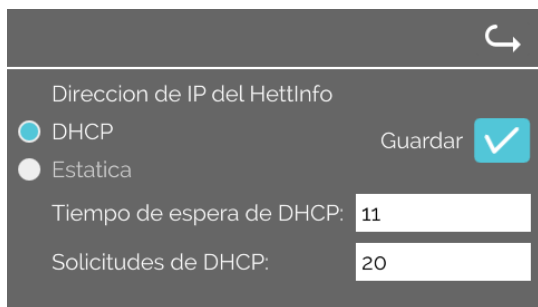 Direccion de IP del HettInfo
DHCP
Guardar
Estatica
Tiempo de espera de DHCP: 11
Solicitudes de DHCP: 20